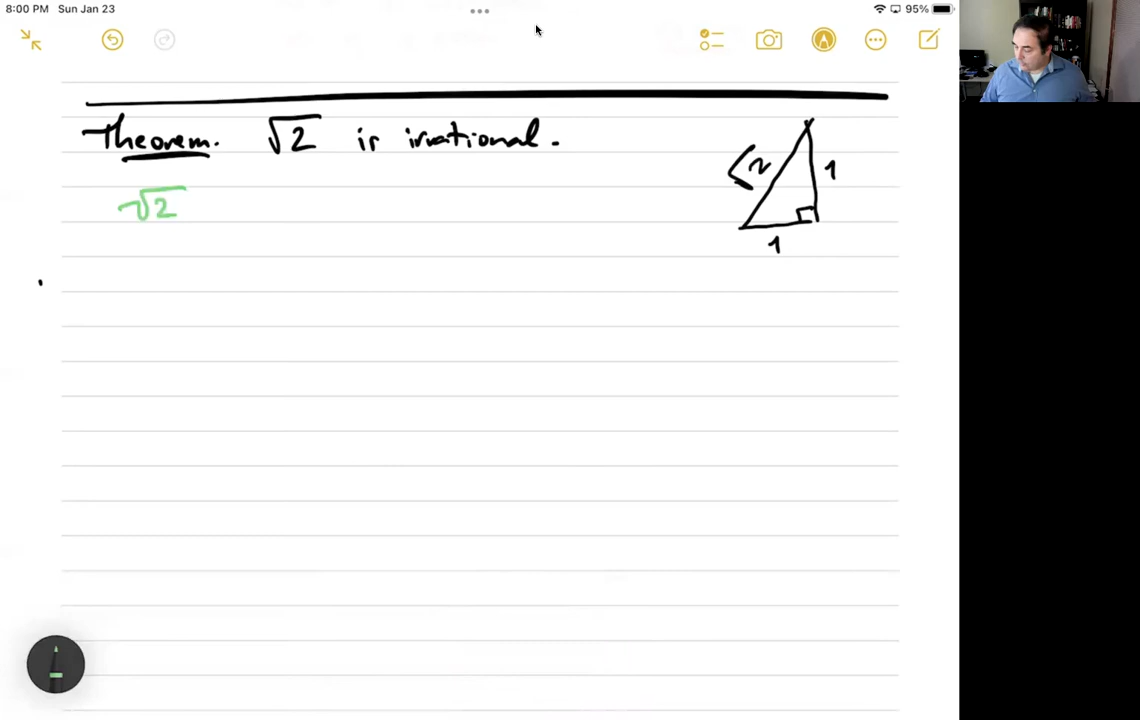 8:00 PM Sun Jan 23
95%
Theorem. √2 is irrational.
√2
√2
1
1